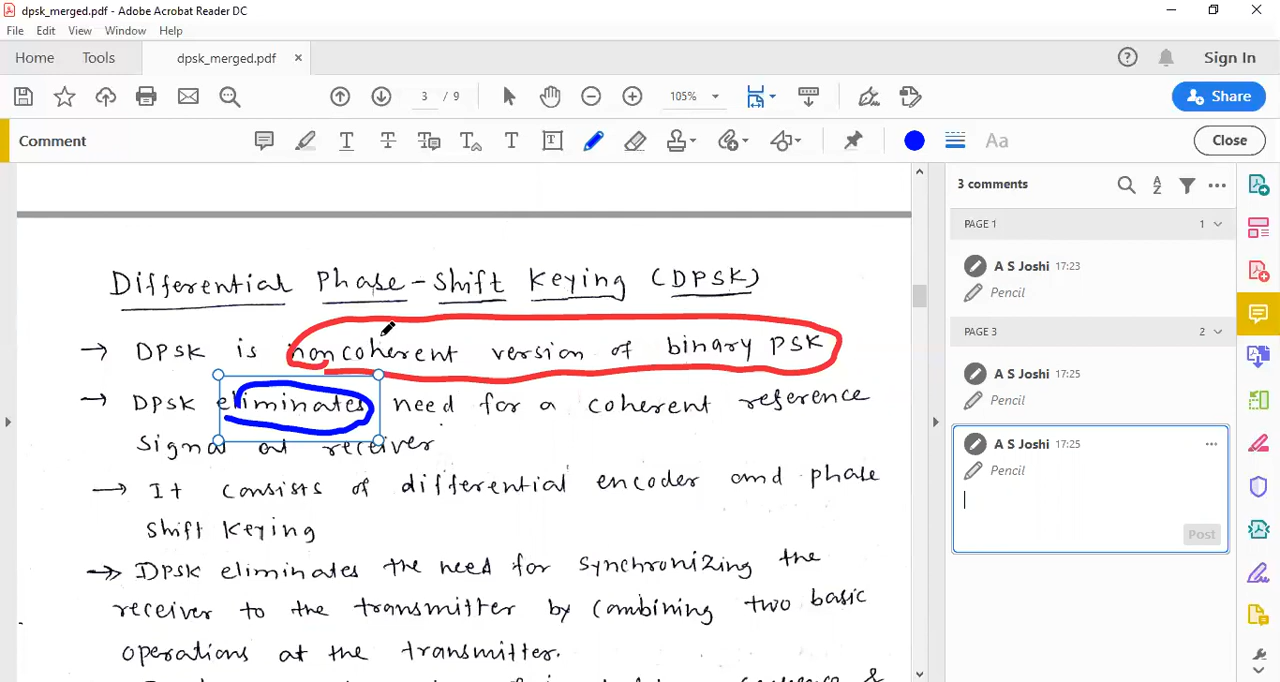 dpsk_merged.pdf - Adobe Acrobat Reader DC
File Edit View Window Help
Home Tools dpsk_merged.pdf × Sign In
3 / 9 105% Share
Comment Aa Close
3 comments
PAGE 1 1
A S Joshi 17:23
Pencil
PAGE 3 2
A S Joshi 17:25
Pencil
A S Joshi 17:25
Pencil
Post
Differential Phase-Shift Keying (DPSK)
→ DPSK is noncoherent version of binary PSK
→ DPSK eliminates need for a coherent reference
signal at receiver
→ It consists of differential encoder and phase
shift keying
→ DPSK eliminates the need for synchronizing the
receiver to the transmitter by combining two basic
operations at the transmitter.